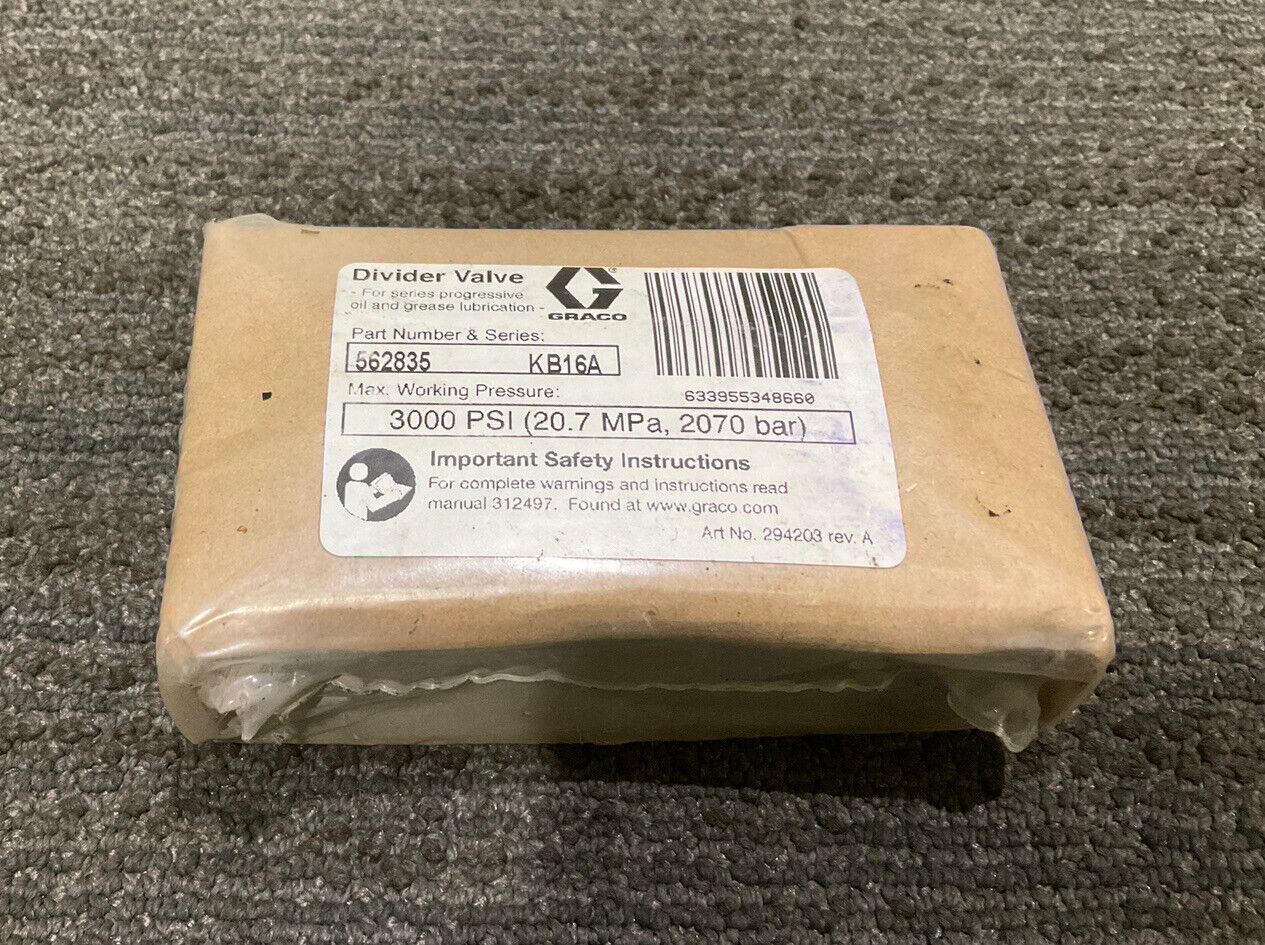 Divider Valve
- For series progressive
oil and grease lubrication -
GRACO
®
Part Number & Series:
562835 KB16A
Max. Working Pressure:
633955348660
3000 PSI (20.7 MPa, 2070 bar)
Important Safety Instructions
For complete warnings and instructions read
manual 312497. Found at www.graco.com
Art No. 294203 rev. A